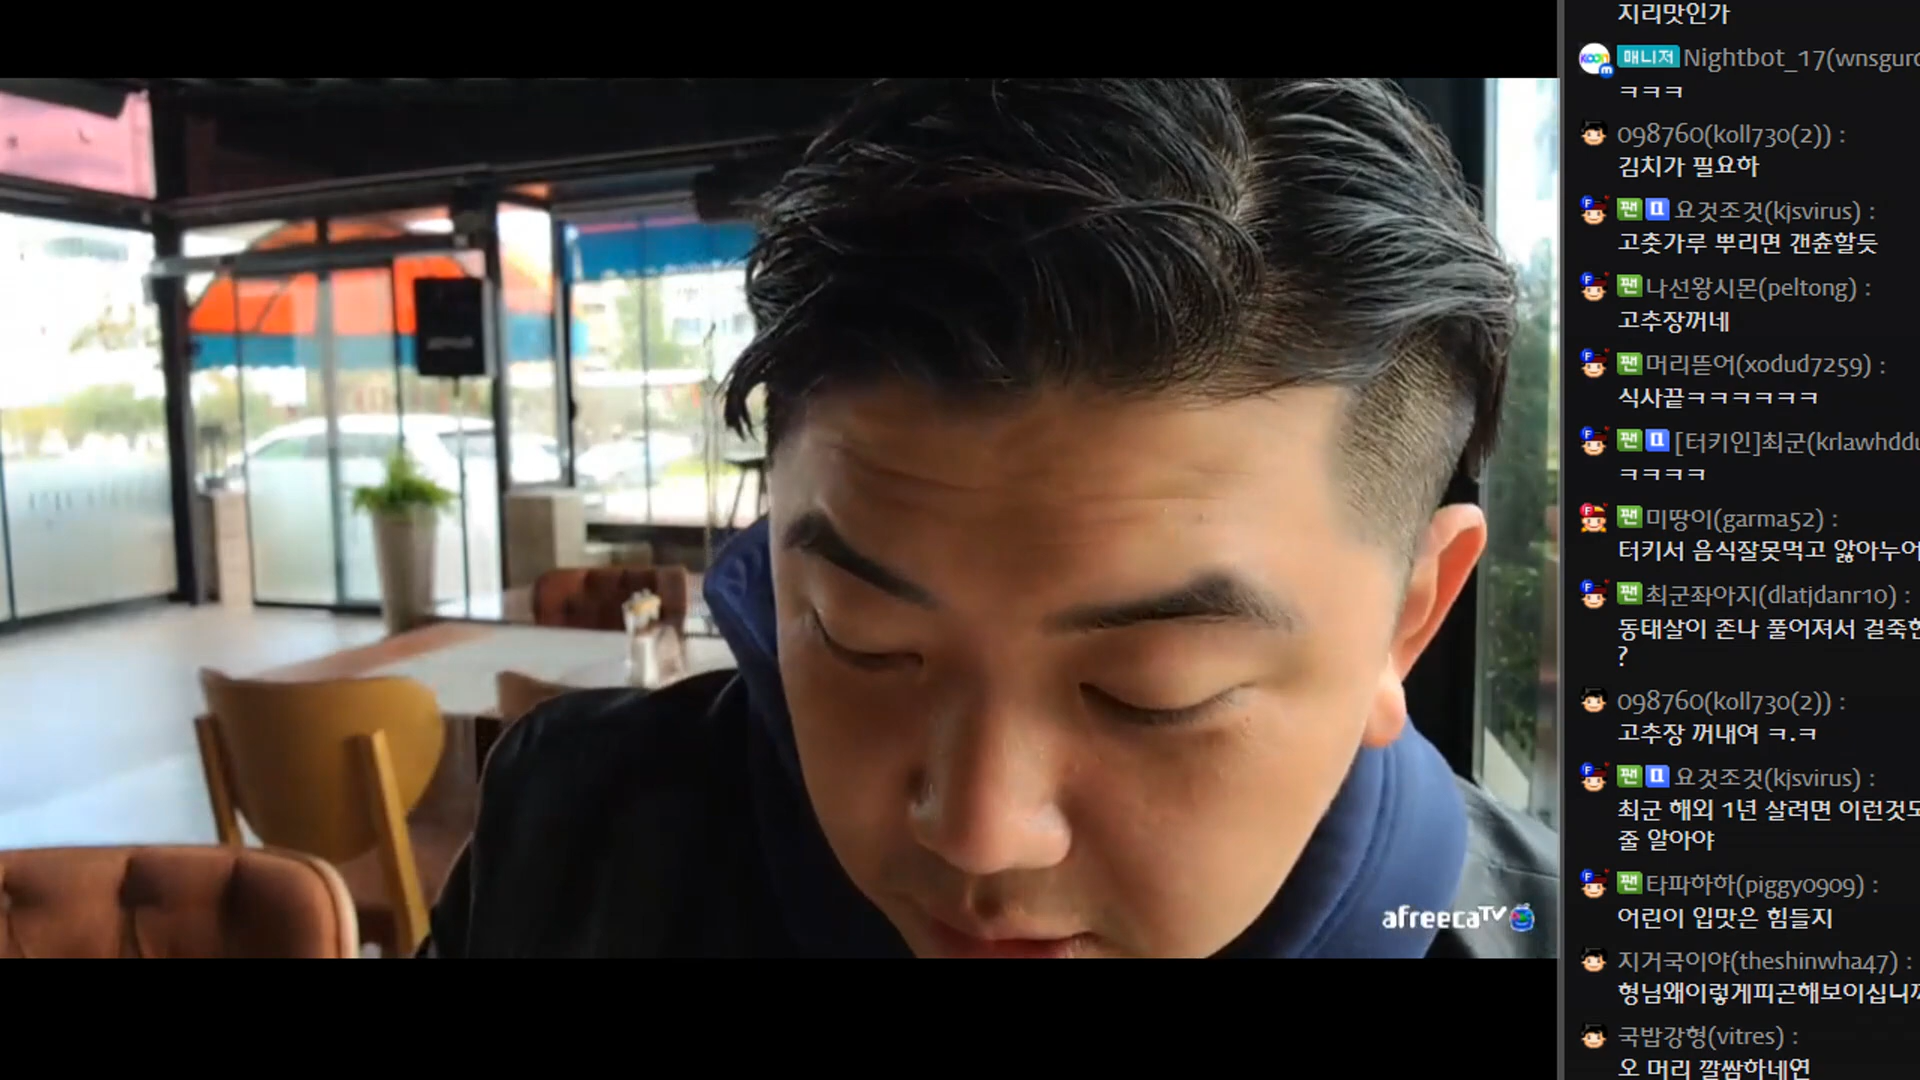 지리맛인가
매니저 Nightbot_17(wnsgurc
ㅋㅋㅋ
098760(koll730(2)) :
김치가 필요하
팬 요것조것(kjsvirus) :
고춧가루 뿌리면 갠츈할듯
팬 나선왕시몬(peltong) :
고추장꺼네
팬 머리뜯어(xodud7259) :
식사끝ㅋㅋㅋㅋㅋㅋ
팬 [터키인]최군(krlawhddu
ㅋㅋㅋㅋ
팬 미땅이(garma52) :
터키서 음식잘못먹고 앓아누어
팬 최군좌아지(dlatjdanr10) :
동태살이 존나 풀어져서 걸죽한
?
098760(koll730(2)) :
고추장 꺼내여 ㅋ.ㅋ
팬 요것조것(kjsvirus) :
최군 해외 1년 살려면 이런것도
줄 알아야
팬 타파하하(piggy0909) :
어린이 입맛은 힘들지
afreecaTV
지거국이야(theshinwha47) :
형님왜이렇게피곤해보이십니까
국밥강형(vitres) :
오 머리 깔쌈하네연